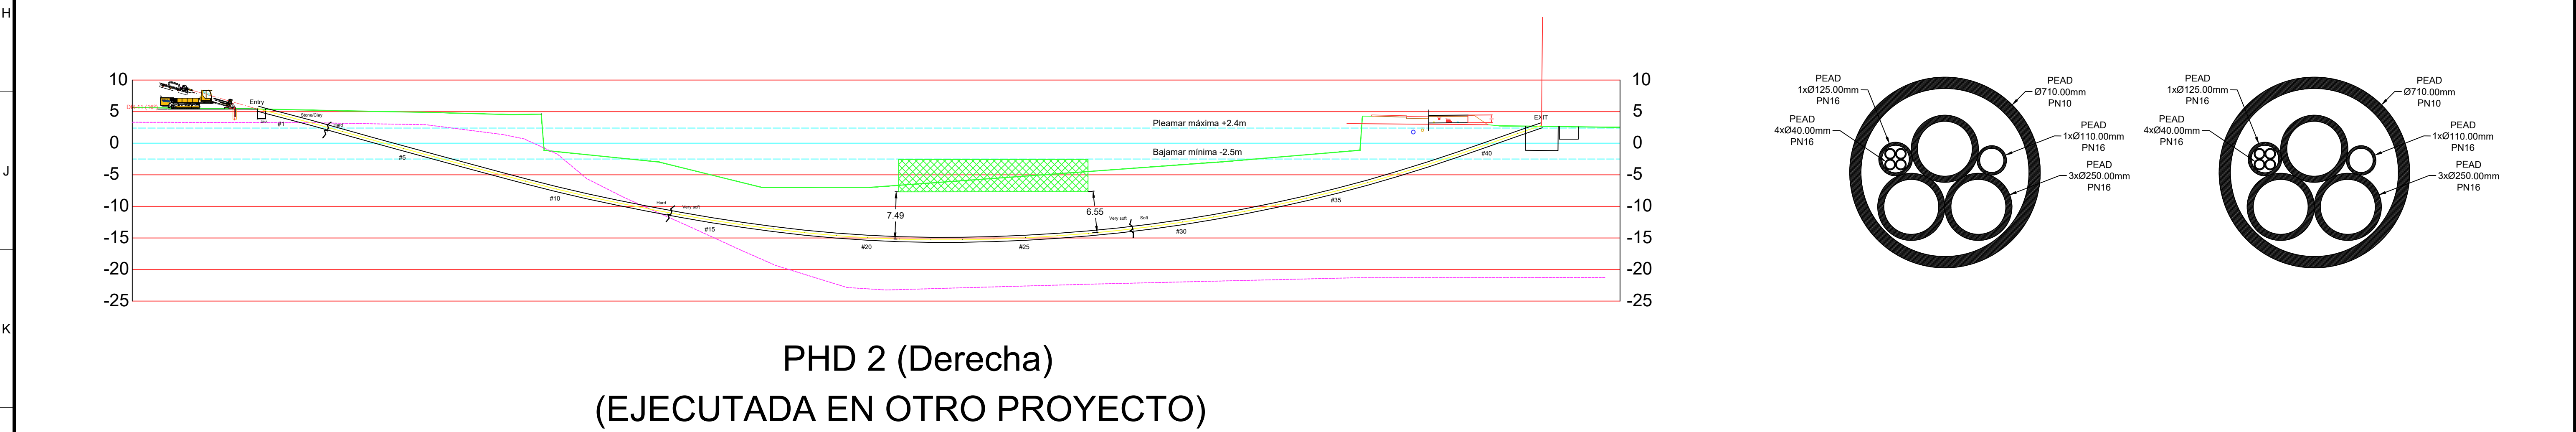 H
J
K
10
5
0
-5
-10
-15
-20
-25
Entry
#1
Stone/Clay
Hard
#5
#10
Hard
Very soft
#15
#20
7.49
#25
6.55
Very soft
Soft
#30
#35
#40
EXIT
Pleamar máxima +2.4m
Bajamar mínima -2.5m
10
5
0
-5
-10
-15
-20
-25
PHD 2 (Derecha)
(EJECUTADA EN OTRO PROYECTO)
PEAD
1xØ125.00mm
PN16
PEAD
4xØ40.00mm
PN16
PEAD
Ø710.00mm
PN10
PEAD
1xØ110.00mm
PN16
PEAD
3xØ250.00mm
PN16
PEAD
1xØ125.00mm
PN16
PEAD
4xØ40.00mm
PN16
PEAD
Ø710.00mm
PN10
PEAD
1xØ110.00mm
PN16
PEAD
3xØ250.00mm
PN16